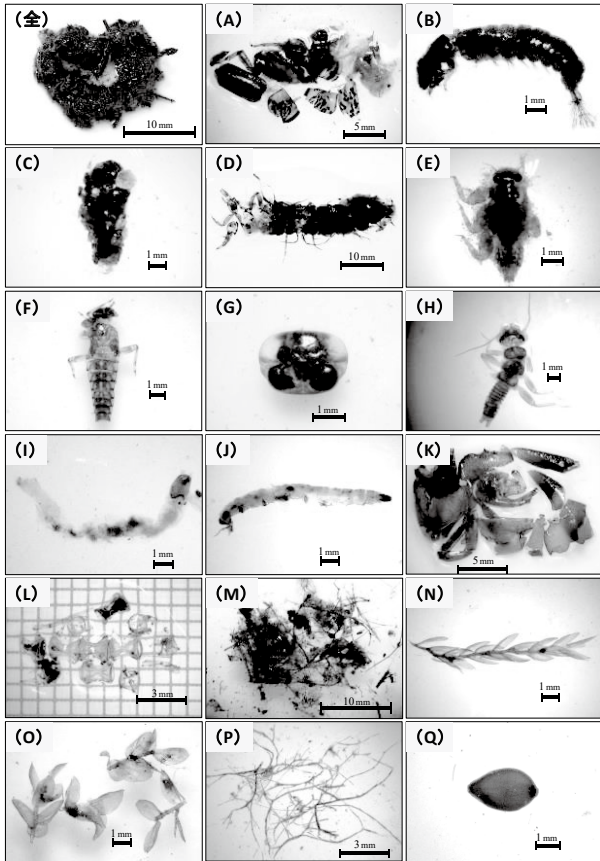 (全)
10 mm
(A)
5 mm
(B)
1 mm
(C)
1 mm
(D)
10 mm
(E)
1 mm
(F)
1 mm
(G)
1 mm
(H)
1 mm
(I)
1 mm
(J)
1 mm
(K)
5 mm
(L)
3 mm
(M)
10 mm
(N)
1 mm
(O)
1 mm
(P)
3 mm
(Q)
1 mm